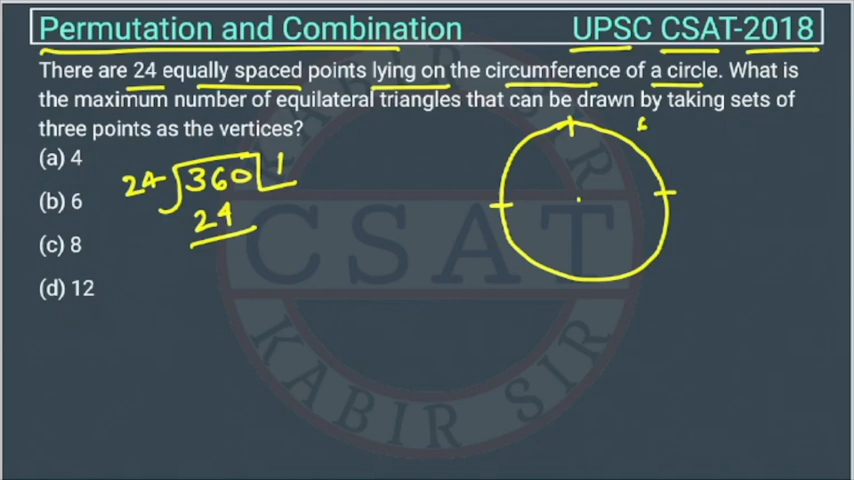 Permutation and Combination UPSC CSAT-2018
There are 24 equally spaced points lying on the circumference of a circle. What is
the maximum number of equilateral triangles that can be drawn by taking sets of
three points as the vertices?
(a) 4
24 360 1
24
(b) 6
(c) 8
(d) 12
KABIR SIR
CSAT
KABIR SIR